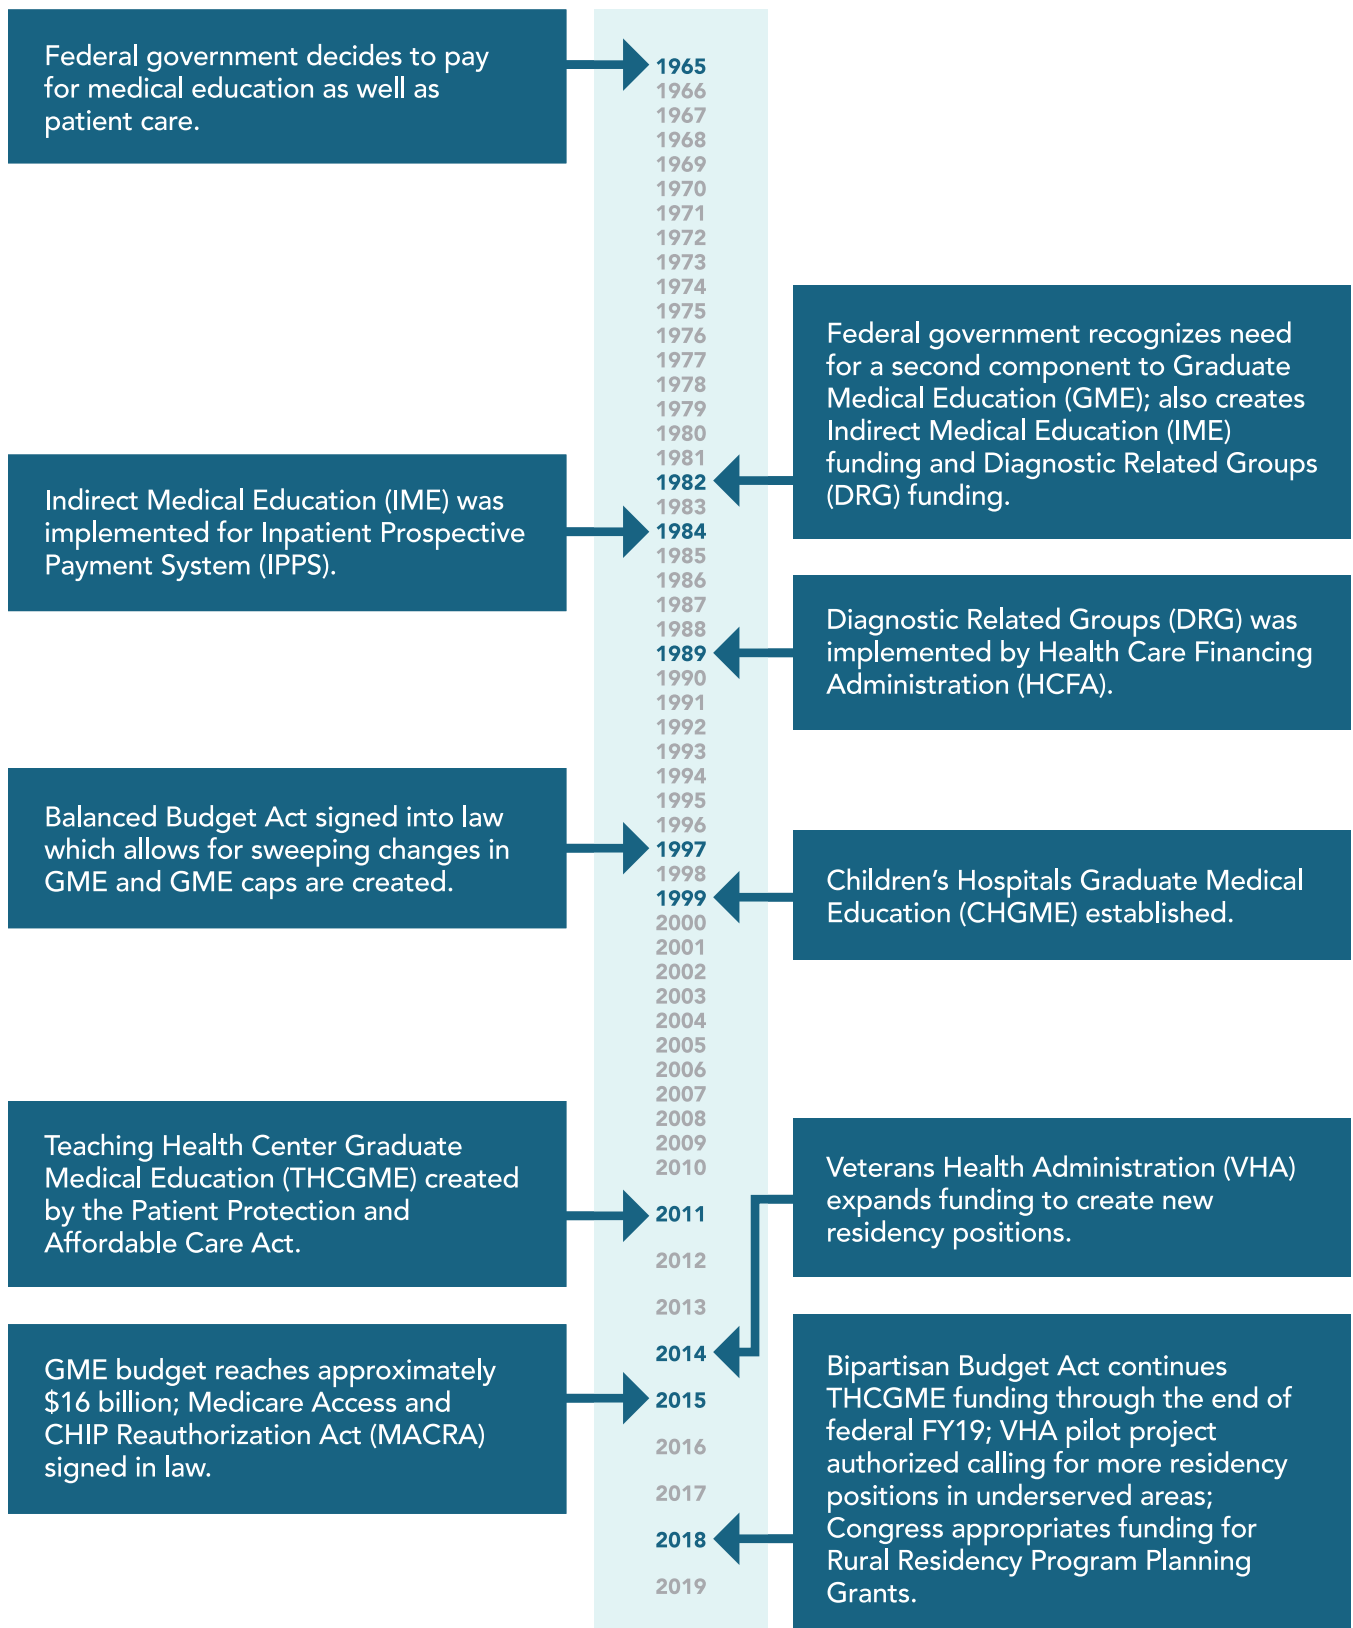 Federal government decides to pay
for medical education as well as
patient care.
1965
1966
1967
1968
1969
1970
1971
1972
1973
1974
1975
1976
1977
1978
1979
1980
1981
1982
Federal government recognizes need
for a second component to Graduate
Medical Education (GME); also creates
Indirect Medical Education (IME)
funding and Diagnostic Related Groups
(DRG) funding.
1983
1984
Indirect Medical Education (IME) was
implemented for Inpatient Prospective
Payment System (IPPS).
1985
1986
1987
1988
1989
Diagnostic Related Groups (DRG) was
implemented by Health Care Financing
Administration (HCFA).
1990
1991
1992
1993
1994
1995
1996
1997
Balanced Budget Act signed into law
which allows for sweeping changes in
GME and GME caps are created.
1998
1999
Children’s Hospitals Graduate Medical
Education (CHGME) established.
2000
2001
2002
2003
2004
2005
2006
2007
2008
2009
2010
2011
Teaching Health Center Graduate
Medical Education (THCGME) created
by the Patient Protection and
Affordable Care Act.
2012
2013
2014
Veterans Health Administration (VHA)
expands funding to create new
residency positions.
2015
GME budget reaches approximately
$16 billion; Medicare Access and
CHIP Reauthorization Act (MACRA)
signed in law.
2016
2017
2018
Bipartisan Budget Act continues
THCGME funding through the end of
federal FY19; VHA pilot project
authorized calling for more residency
positions in underserved areas;
Congress appropriates funding for
Rural Residency Program Planning
Grants.
2019